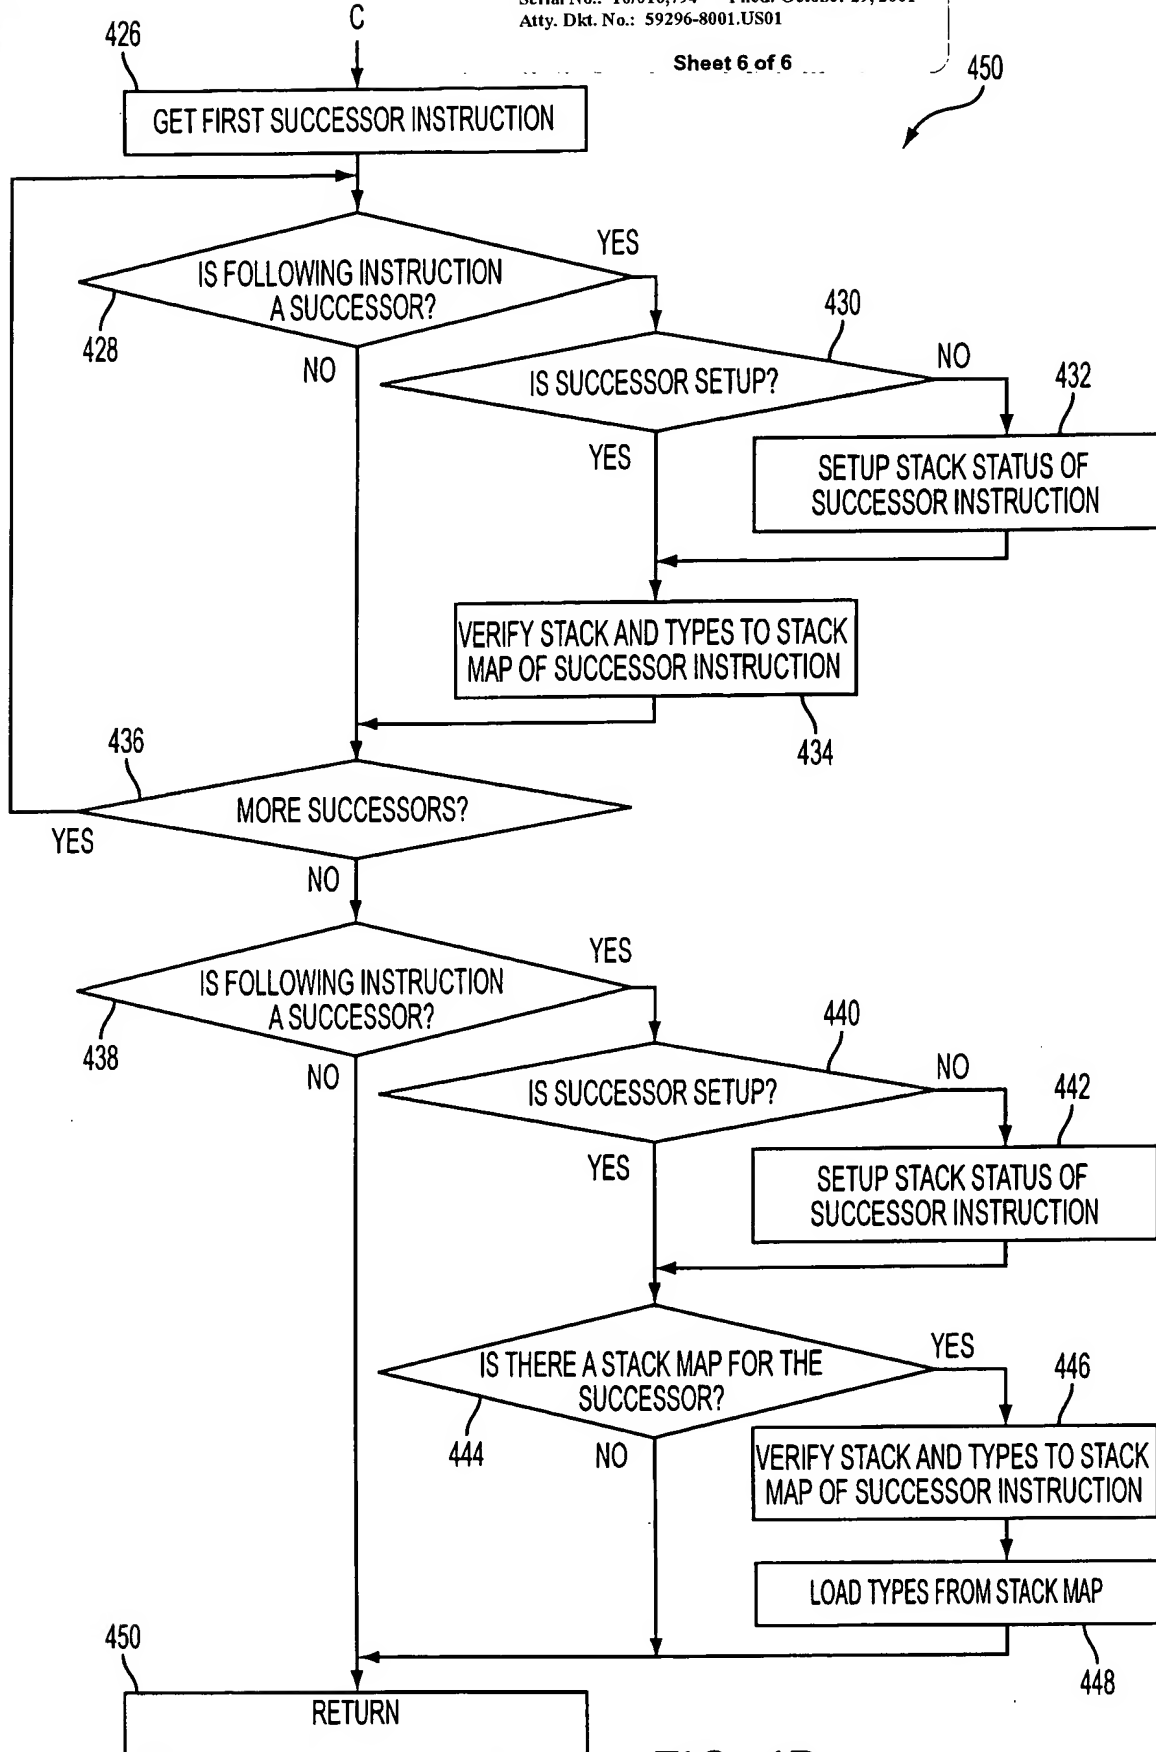 Atty. Dkt. No.: 59296-8001.US01
Sheet 6 of 6
C
426
450
GET FIRST SUCCESSOR INSTRUCTION
YES
IS FOLLOWING INSTRUCTION
A SUCCESSOR?
428
NO
430
NO
IS SUCCESSOR SETUP?
432
YES
SETUP STACK STATUS OF
SUCCESSOR INSTRUCTION
VERIFY STACK AND TYPES TO STACK
MAP OF SUCCESSOR INSTRUCTION
434
436
MORE SUCCESSORS?
YES
NO
YES
IS FOLLOWING INSTRUCTION
A SUCCESSOR?
438
NO
440
NO
IS SUCCESSOR SETUP?
442
YES
SETUP STACK STATUS OF
SUCCESSOR INSTRUCTION
YES
IS THERE A STACK MAP FOR THE
SUCCESSOR?
444
NO
446
VERIFY STACK AND TYPES TO STACK
MAP OF SUCCESSOR INSTRUCTION
LOAD TYPES FROM STACK MAP
448
450
RETURN